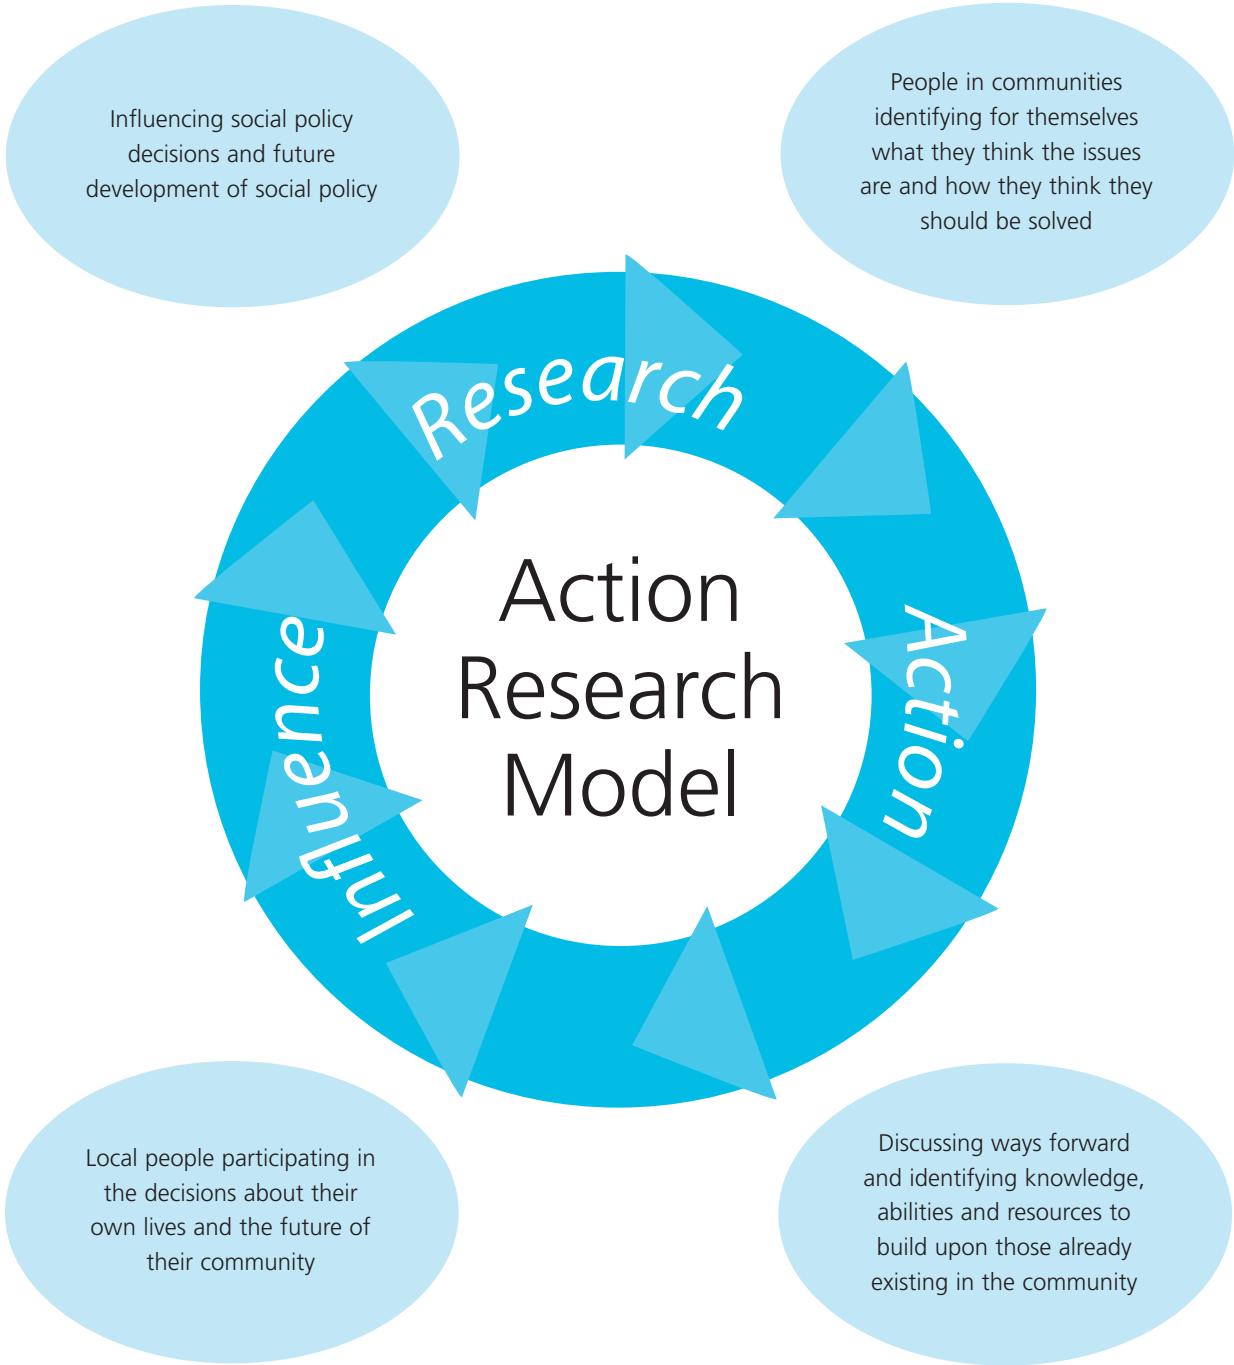 Influencing social policy
decisions and future
development of social policy
People in communities
identifying for themselves
what they think the issues
are and how they think they
should be solved
Research
Action
Influence
Action
Research
Model
Local people participating in
the decisions about their
own lives and the future of
their community
Discussing ways forward
and identifying knowledge,
abilities and resources to
build upon those already
existing in the community